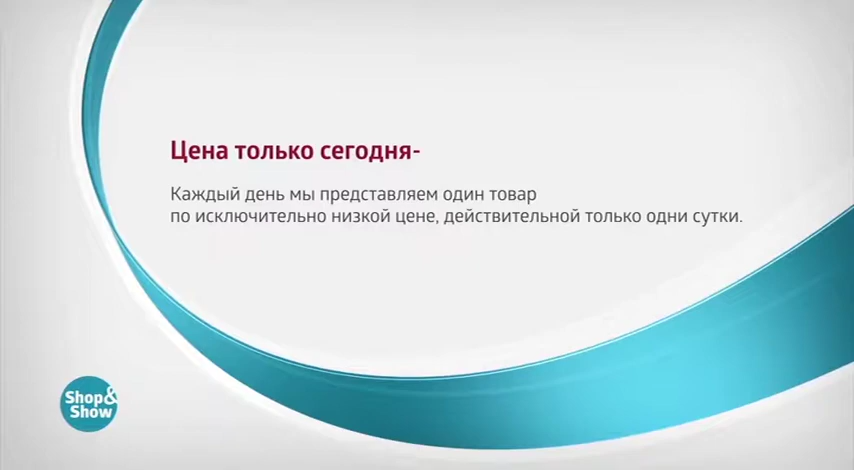 Цена только сегодня-
Каждый день мы представляем один товар
по исключительно низкой цене, действительной только одни сутки.
Shop&
Show